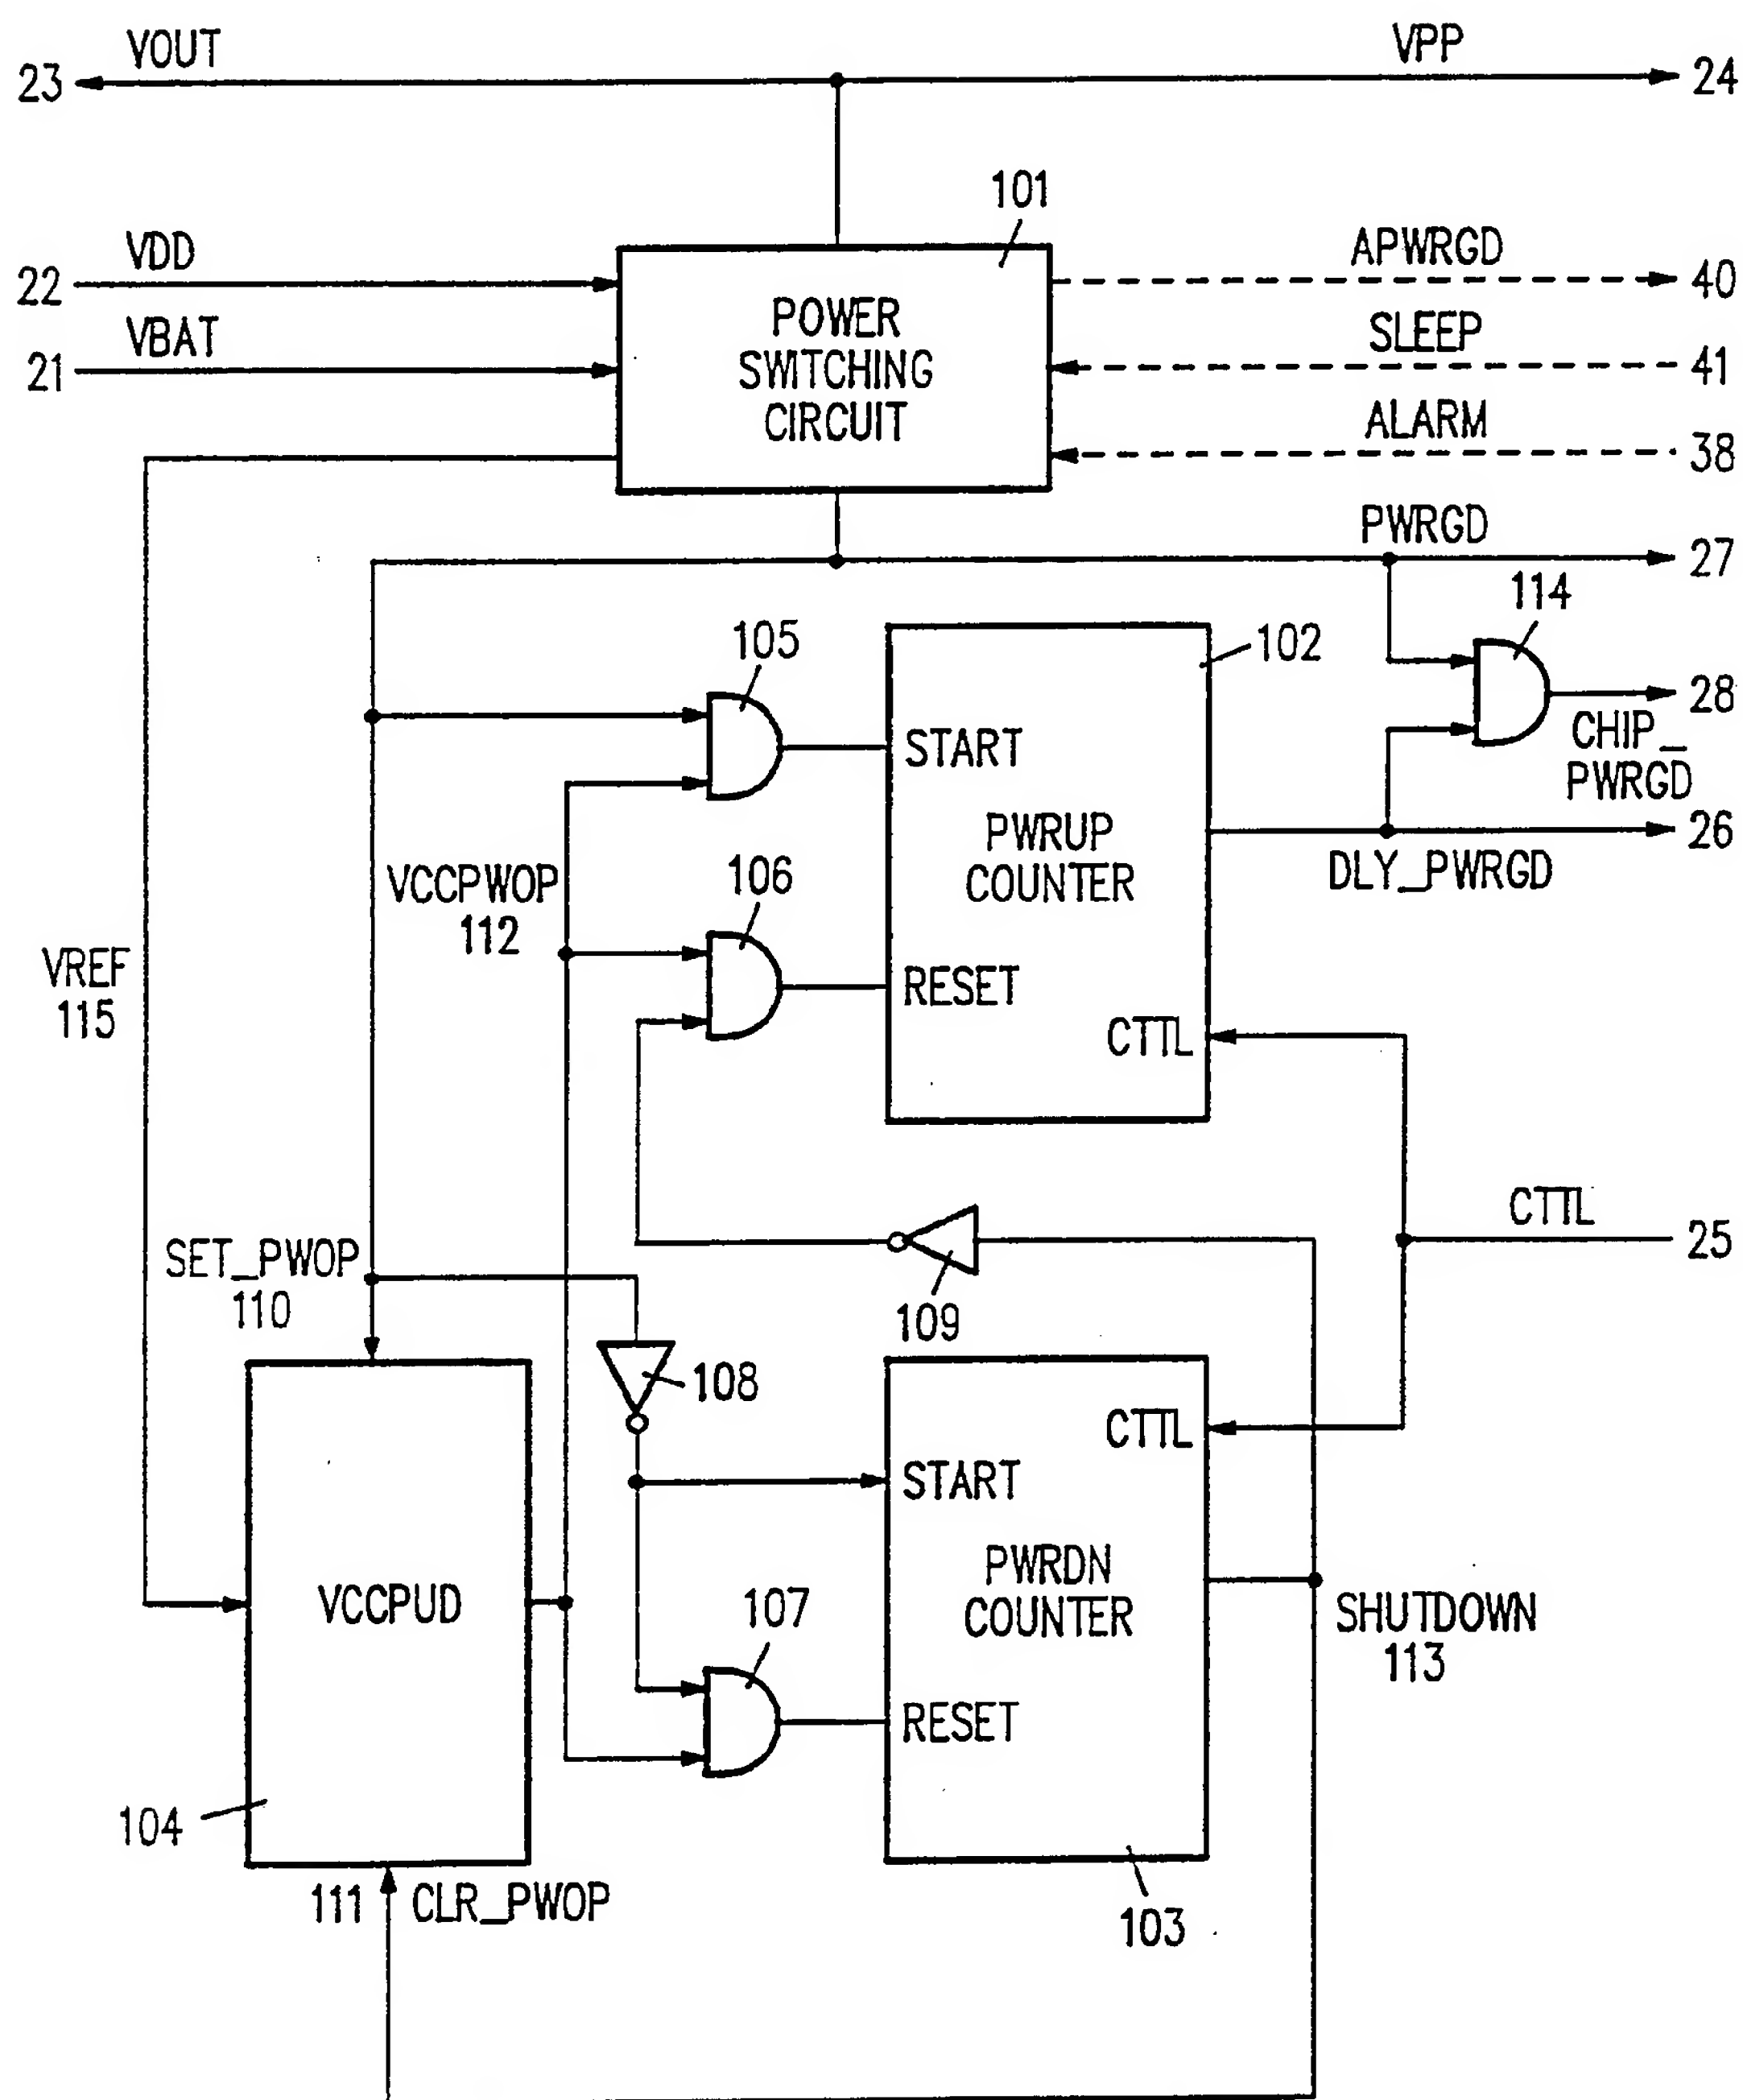 VOUT
VPP
23
24
101
VDD
APWRGD
22
40
POWER
SWITCHING
CIRCUIT
VBAT
SLEEP
21
41
ALARM
38
PWRGD
27
114
105
102
28
CHIP_
PWRGD
START
PWRUP
COUNTER
26
DLY_PWRGD
VCCPWOP
112
106
VREF
115
RESET
CTTL
CTTL
25
SET_PWOP
110
109
108
CTTL
START
VCCPUD
PWRDN
COUNTER
107
SHUTDOWN
113
RESET
104
111
CLR_PWOP
103